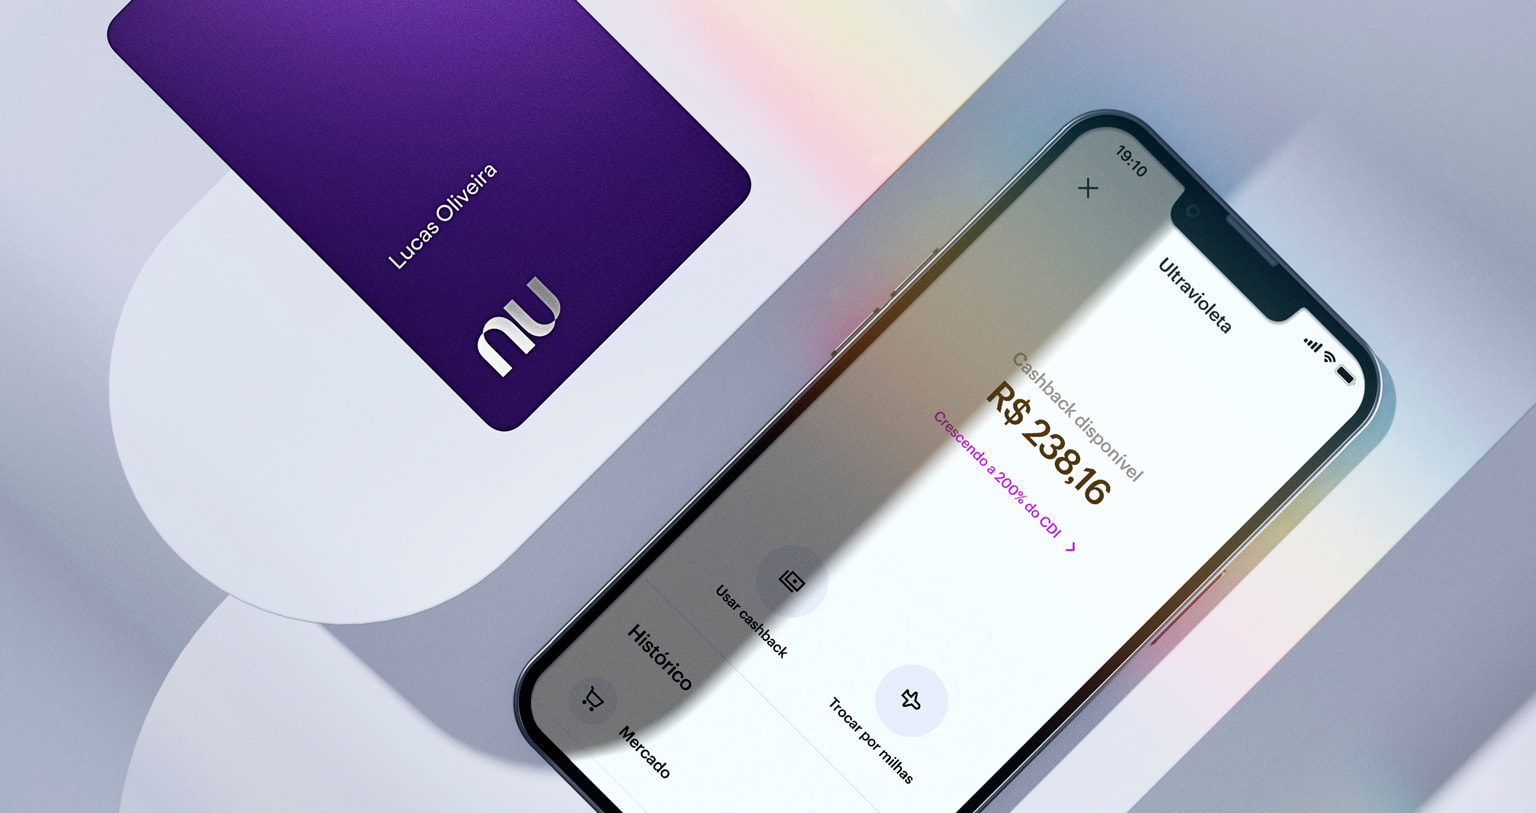 Lucas Oliveira
nu
19:10
Ultravioleta
Cashback disponível
R$ 238,16
Crescendo a 200% do CDI
Usar cashback
Trocar por milhas
Histórico
Mercado